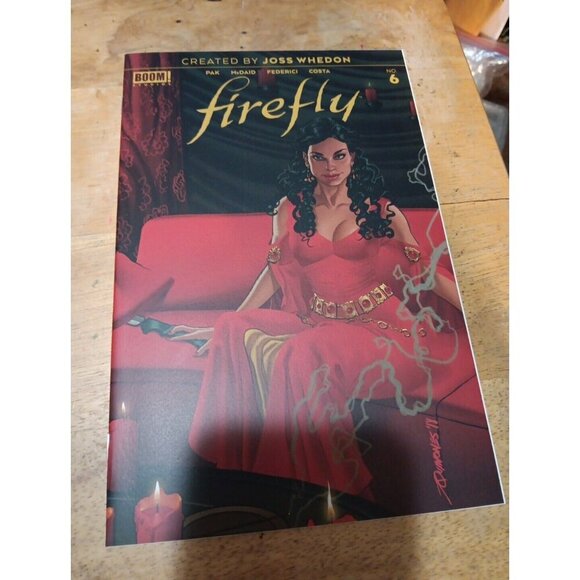 CREATED BY JOSS WHEDON
BOOM!
STUDIOS
PAK McDAID FEDERICI COSTA
NO.
6
firefly